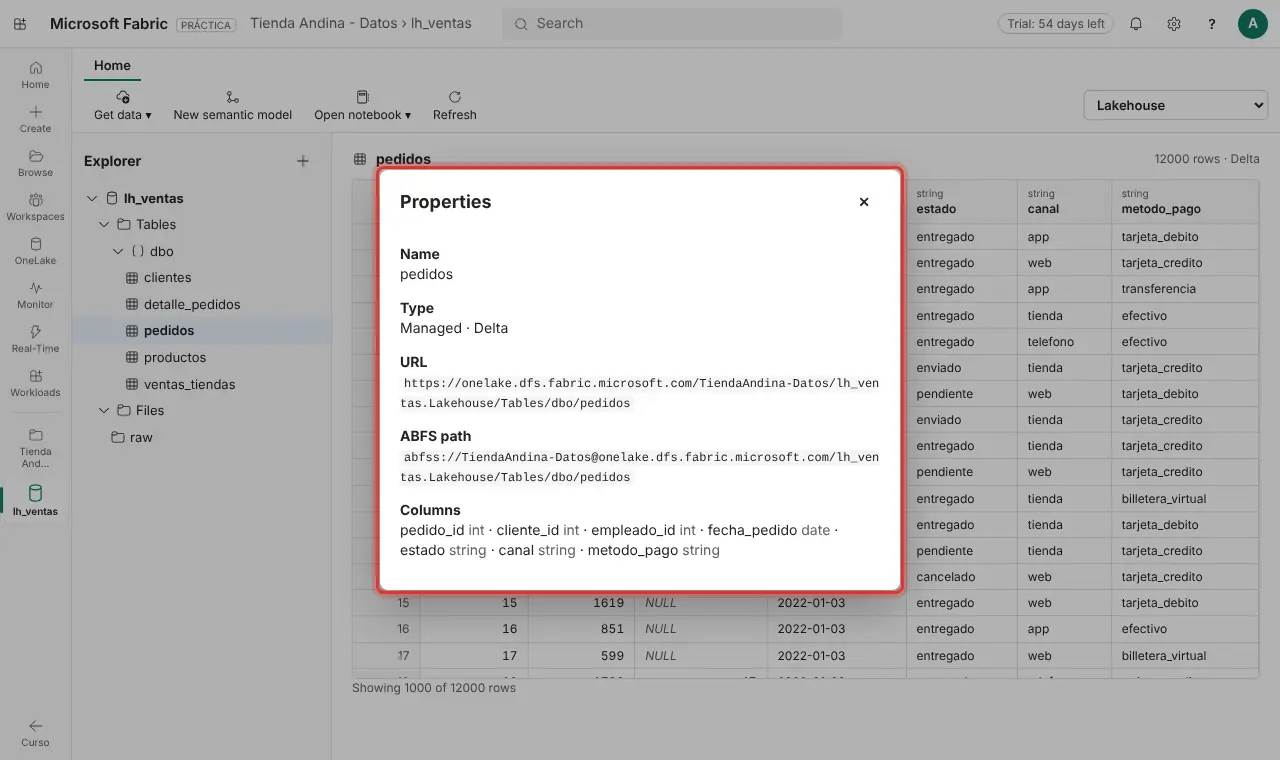 Microsoft Fabric PRÁCTICA Tienda Andina - Datos › lh_ventas Search Trial: 54 days left ? A
Home
Create
Browse
Workspaces
OneLake
Monitor
Real-Time
Workloads
Tienda
And...
lh_ventas
Curso
Home
Get data ▾ New semantic model Open notebook ▾ Refresh Lakehouse
Explorer
lh_ventas
Tables
dbo
clientes
detalle_pedidos
pedidos
productos
ventas_tiendas
Files
raw
pedidos 12000 rows · Delta
Properties
Name
pedidos
Type
Managed · Delta
URL
https://onelake.dfs.fabric.microsoft.com/TiendaAndina-Datos/lh_ven
tas.Lakehouse/Tables/dbo/pedidos
ABFS path
abfss://TiendaAndina-Datos@onelake.dfs.fabric.microsoft.com/lh_ven
tas.Lakehouse/Tables/dbo/pedidos
Columns
pedido_id int · cliente_id int · empleado_id int · fecha_pedido date ·
estado string · canal string · metodo_pago string
string string string
estado canal metodo_pago
entregado app tarjeta_debito
entregado web tarjeta_credito
entregado app transferencia
entregado tienda efectivo
entregado telefono efectivo
enviado tienda tarjeta_credito
pendiente web tarjeta_debito
enviado tienda tarjeta_credito
entregado tienda tarjeta_credito
pendiente web tarjeta_credito
entregado tienda billetera_virtual
entregado tienda tarjeta_debito
pendiente tienda tarjeta_credito
cancelado web tarjeta_credito
15 15 1619 NULL 2022-01-03 entregado web tarjeta_debito
16 16 851 NULL 2022-01-03 entregado app efectivo
17 17 599 NULL 2022-01-03 entregado web billetera_virtual
Showing 1000 of 12000 rows